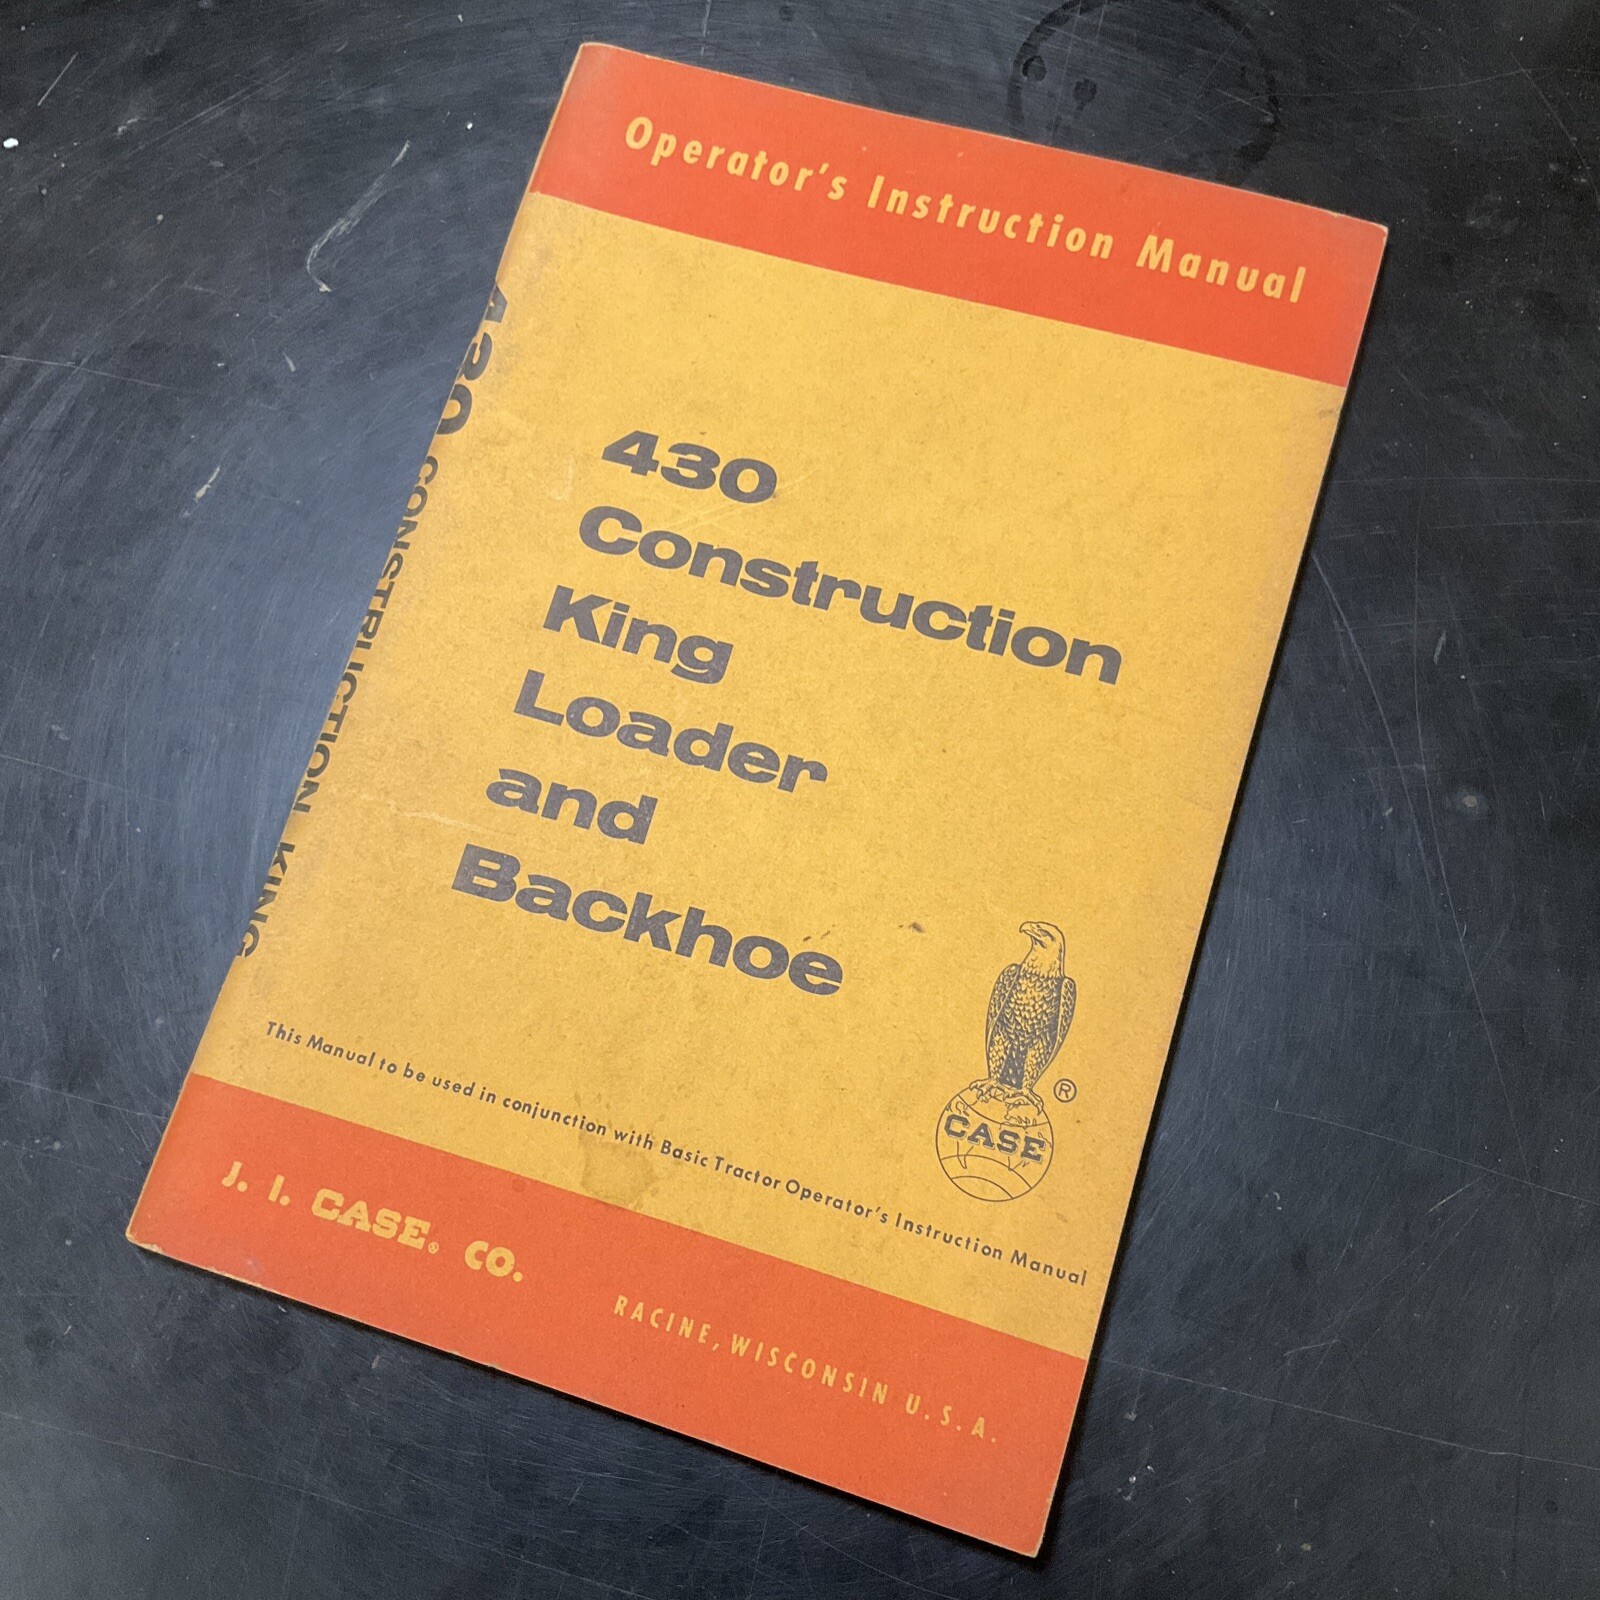 Operator's Instruction Manual
430
Construction
King
Loader
and
Backhoe
430 CONSTRUCTION KING
®
CASE
This Manual to be used in conjunction with Basic Tractor Operator's Instruction Manual
J. I. CASE® CO.
RACINE, WISCONSIN U.S.A.